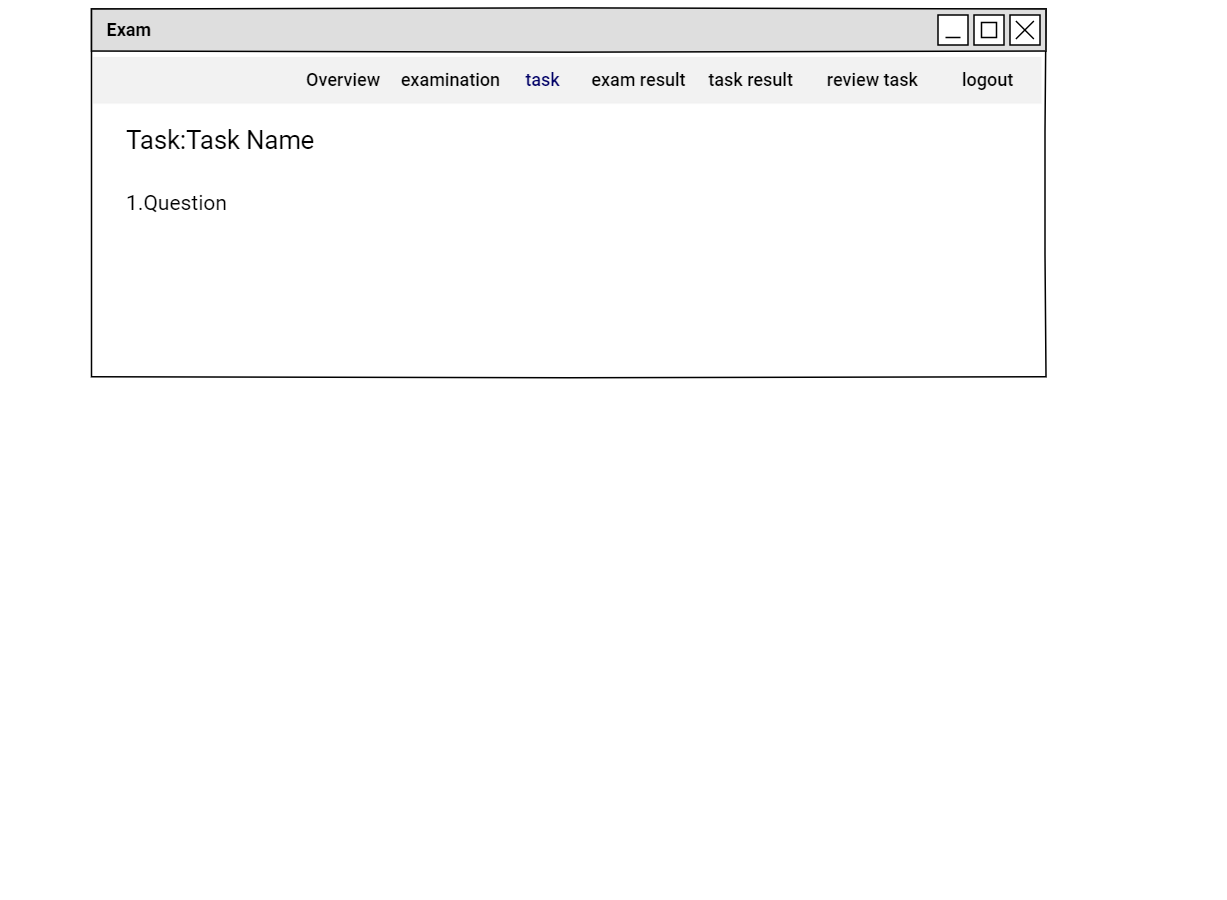 Exam
Overview examination task exam result task result review task logout
Task:Task Name
1.Question